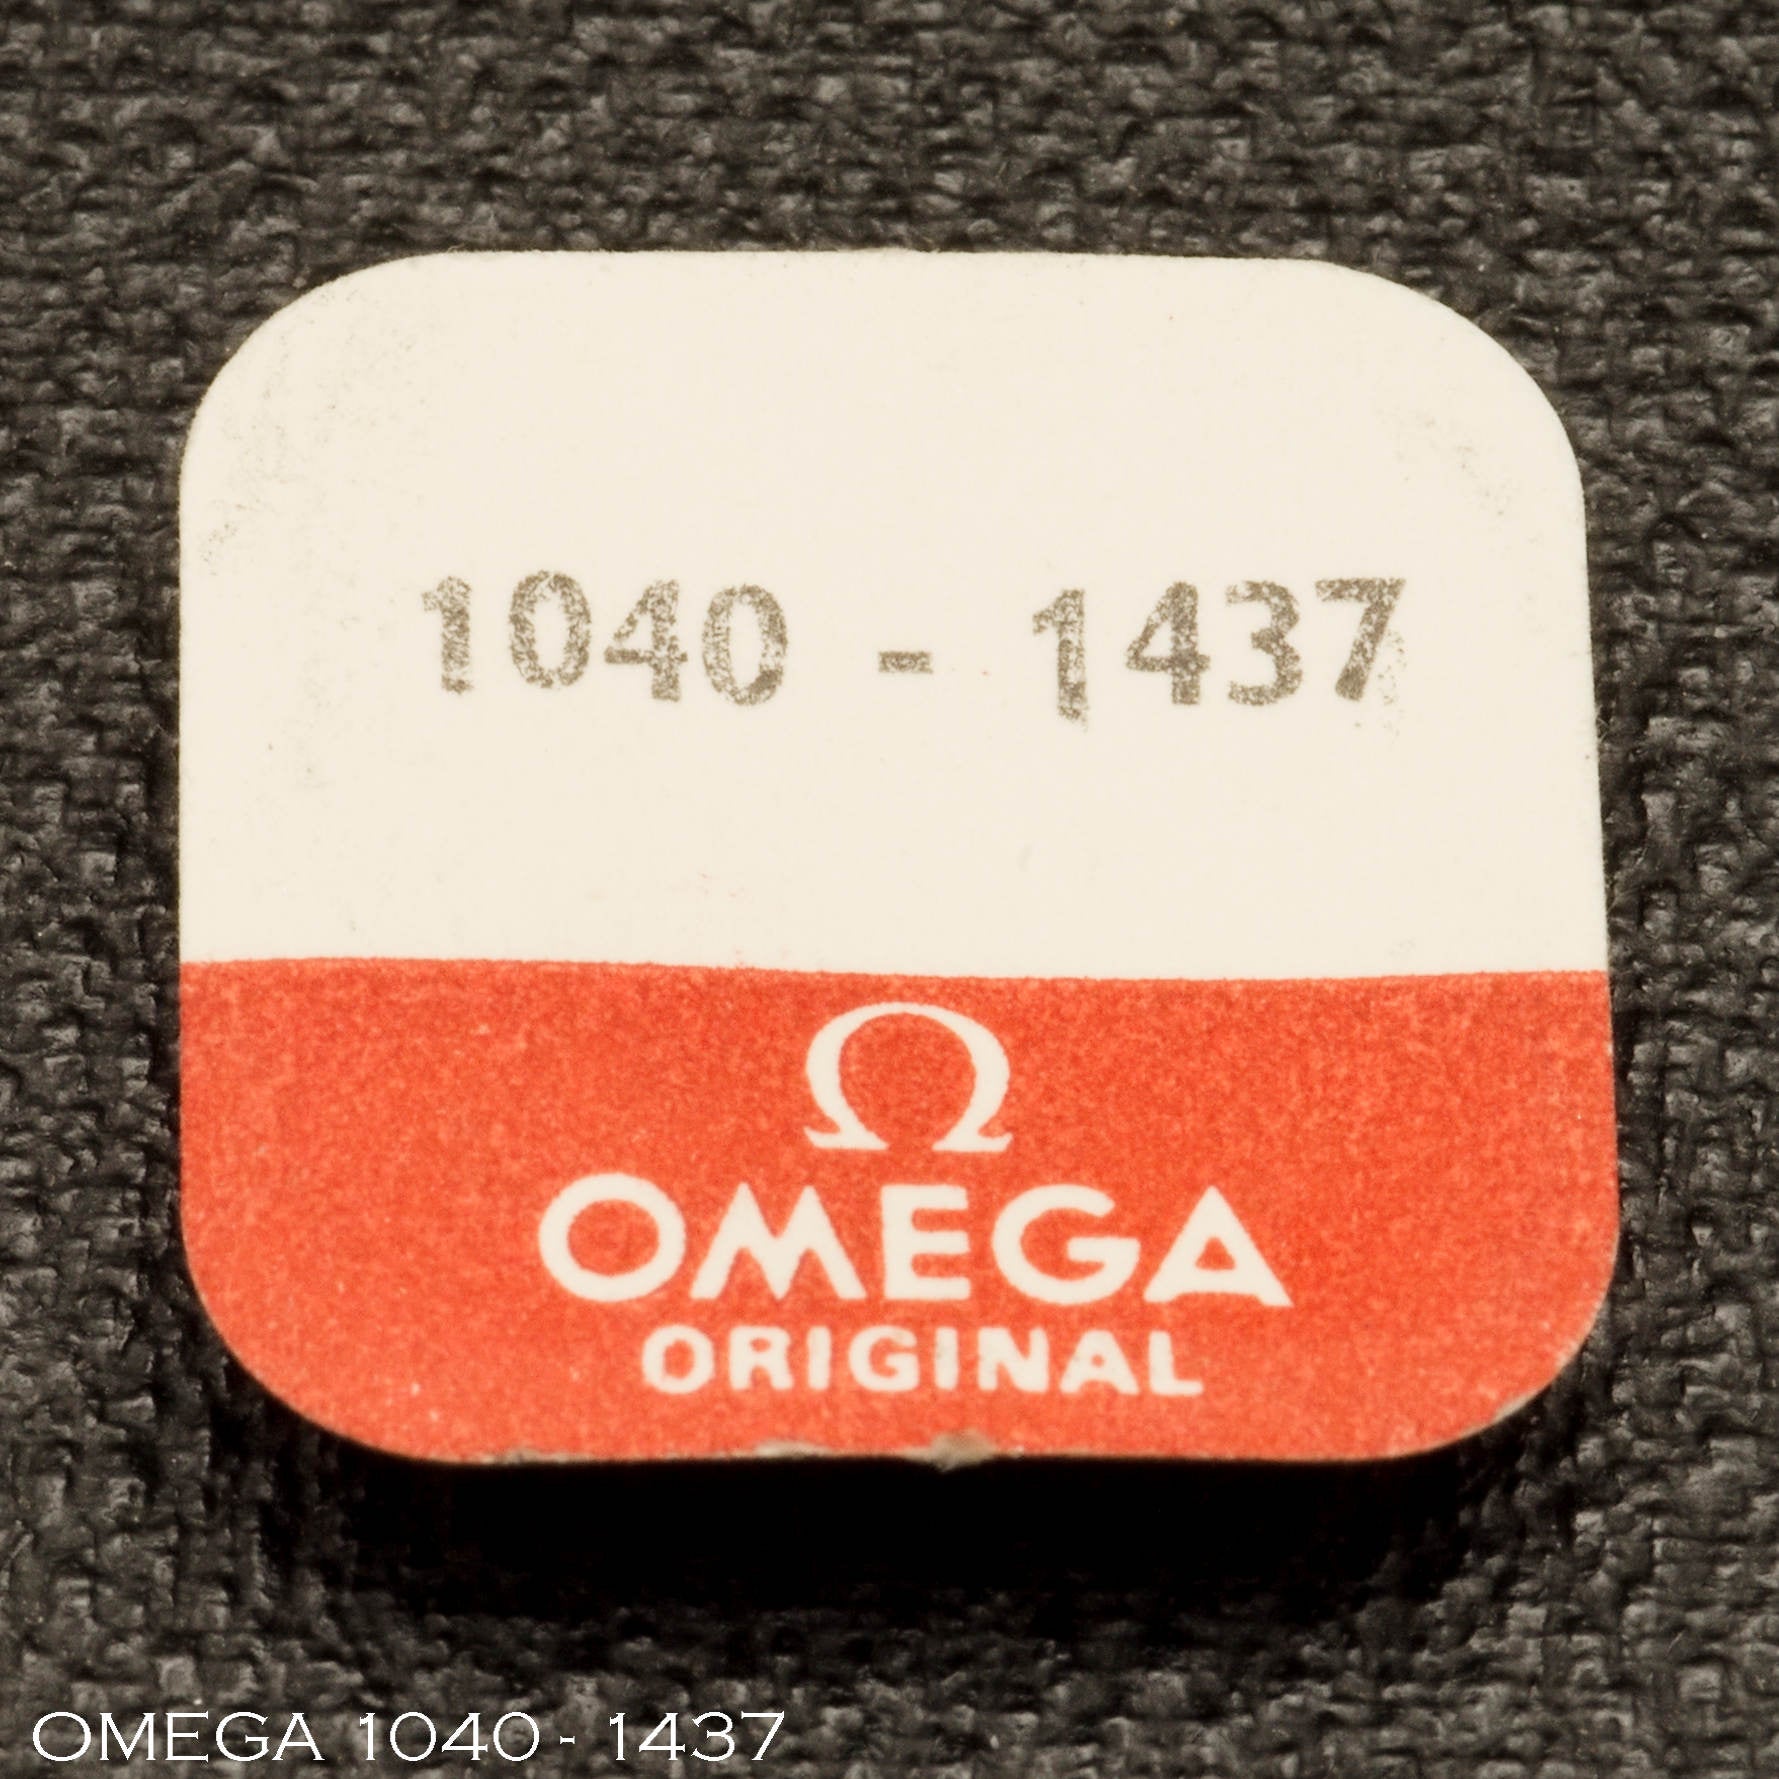 1040 - 1437
Ω
OMEGA
ORIGINAL
OMEGA 1040 - 1437